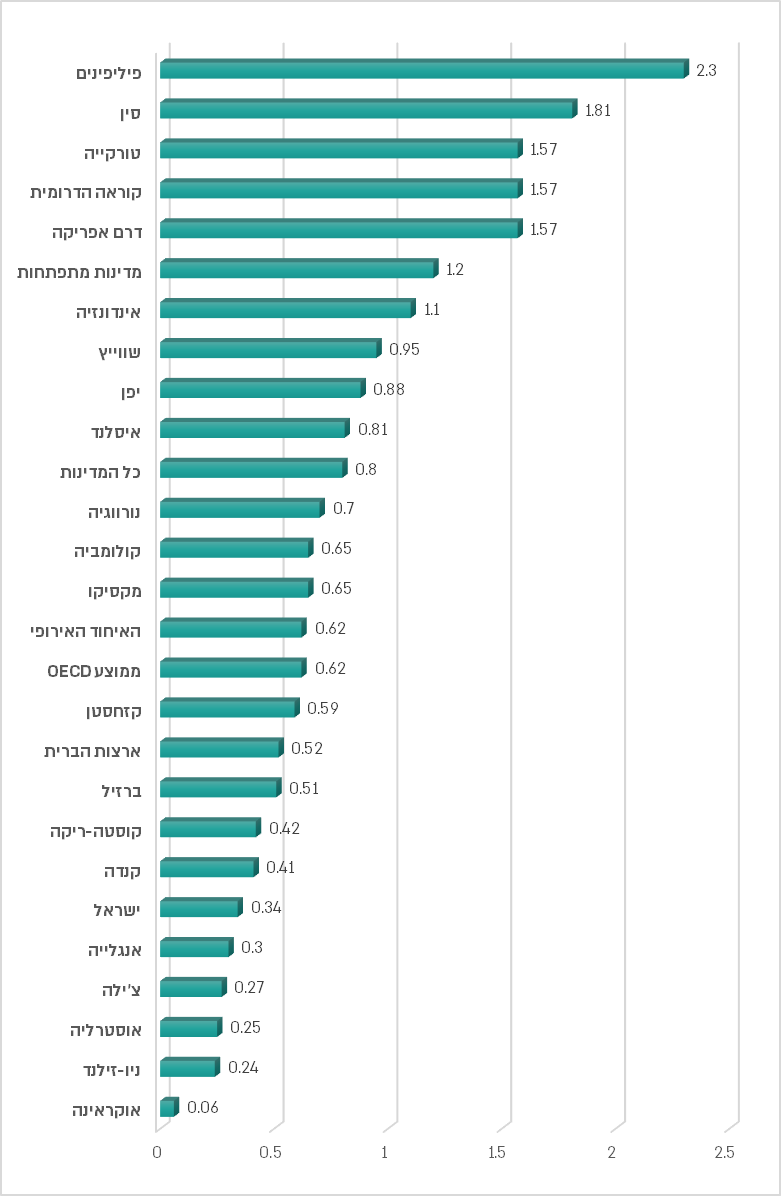 פיליפינים 2.3
סין 1.81
טורקייה 1.57
קוראה הדרומית 1.57
דרם אפריקה 1.57
מדינות מתפתחות 1.2
אינדונזיה 1.1
שווייץ 0.95
יפן 0.88
איסלנד 0.81
כל המדינות 0.8
נורווגיה 0.7
קולומביה 0.65
מקסיקו 0.65
האיחוד האירופי 0.62
ממוצע OECD 0.62
קזחסטן 0.59
ארצות הברית 0.52
ברזיל 0.51
קוסטה-ריקה 0.42
קנדה 0.41
ישראל 0.34
אנגלייה 0.3
צ'ילה 0.27
אוסטרליה 0.25
ניו-זילנד 0.24
אוקראינה 0.06
0 0.5 1 1.5 2 2.5